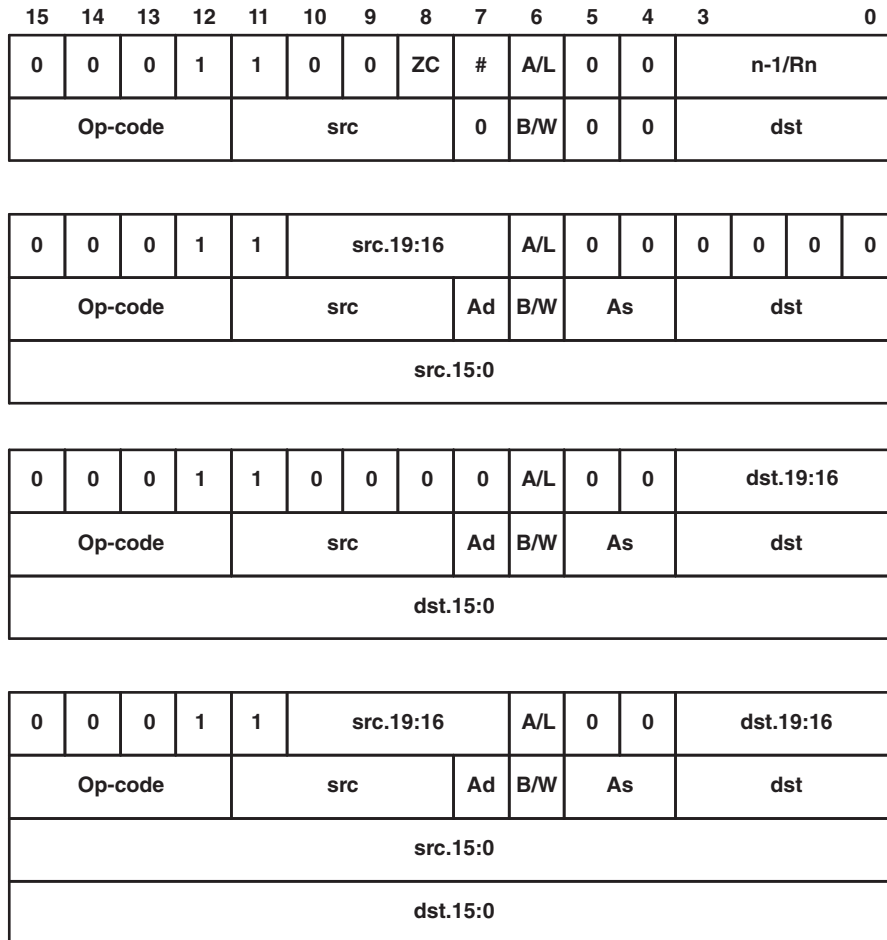 15 14 13 12 11 10 9 8 7 6 5 4 3 0
0 0 0 1 1 0 0 ZC # A/L 0 0 n-1/Rn
Op-code src 0 B/W 0 0 dst
0 0 0 1 1 src.19:16 A/L 0 0 0 0 0 0
Op-code src Ad B/W As dst
src.15:0
0 0 0 1 1 0 0 0 0 A/L 0 0 dst.19:16
Op-code src Ad B/W As dst
dst.15:0
0 0 0 1 1 src.19:16 A/L 0 0 dst.19:16
Op-code src Ad B/W As dst
src.15:0
dst.15:0